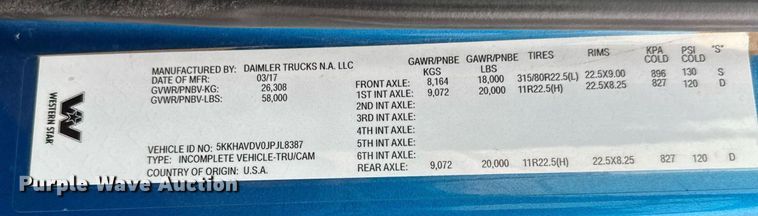 WESTERN STAR
MANUFACTURED BY: DAIMLER TRUCKS N.A. LLC
DATE OF MFR: 03/17
GVWR/PNBV-KG: 26,308
GVWR/PNBV-LBS: 58,000
VEHICLE ID NO: 5KKHAVDV0JPJL8387
TYPE: INCOMPLETE VEHICLE-TRU/CAM
COUNTRY OF ORIGIN: U.S.A.
GAWR/PNBE KGS GAWR/PNBE LBS TIRES RIMS KPA COLD PSI COLD "S"
FRONT AXLE: 8,164 18,000 315/80R22.5(L) 22.5X9.00 896 130 S
1ST INT AXLE: 9,072 20,000 11R22.5(H) 22.5X8.25 827 120 D
2ND INT AXLE:
3RD INT AXLE:
4TH INT AXLE:
5TH INT AXLE:
6TH INT AXLE:
REAR AXLE: 9,072 20,000 11R22.5(H) 22.5X8.25 827 120 D
Purple Wave Auction